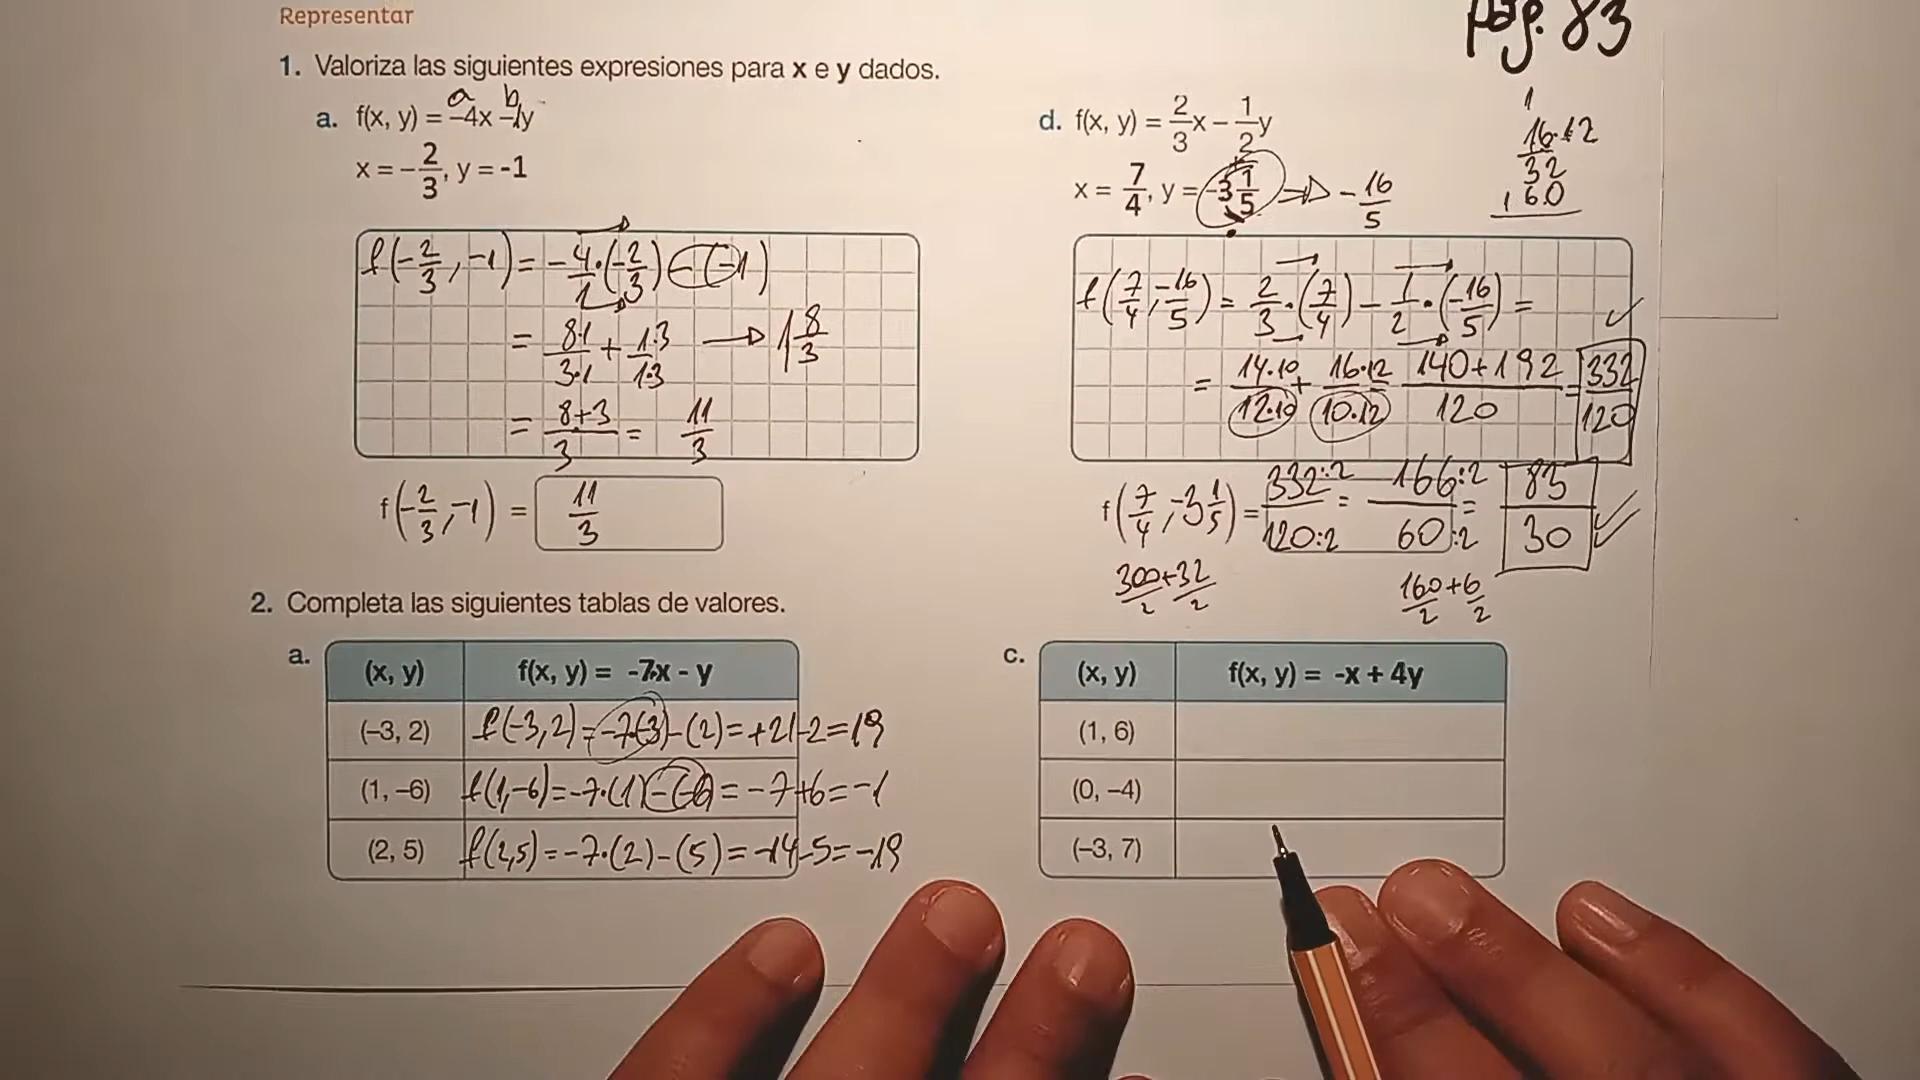 Representar
pág. 83
1. Valoriza las siguientes expresiones para x e y dados.
a. f(x, y) = -4x -1y
a b
x = -2/3, y = -1
f(-2/3, -1) = -4/1·(-2/3) - (-1)
= 8·1/3·1 + 1·3/1·3 → 1 8/3
= 8+3/3 = 11/3
f(-2/3, -1) = 11/3
d. f(x, y) = 2/3x - 1/2y
x = 7/4, y = -3 1/5 → -16/5
1
16·12
32
160
f(7/4, -16/5) = 2/3·(7/4) - 1/2·(-16/5) =
= 14·10/12·10 + 16·12/10·12 = 140+192/120 = 332/120
f(7/4, -3 1/5) = 332:2/120:2 = 166:2/60:2 = 83/30
300/2+32/2
160/2+6/2
2. Completa las siguientes tablas de valores.
a.
(x, y) f(x, y) = -7x - y
(-3, 2) f(-3,2)=-7·(-3)-(2)=+21-2=19
(1, -6) f(1,-6)=-7·(1)-(-6)=-7+6=-1
(2, 5) f(2,5)=-7·(2)-(5)=-14-5=-19
c.
(x, y) f(x, y) = -x + 4y
(1, 6)
(0, -4)
(-3, 7)